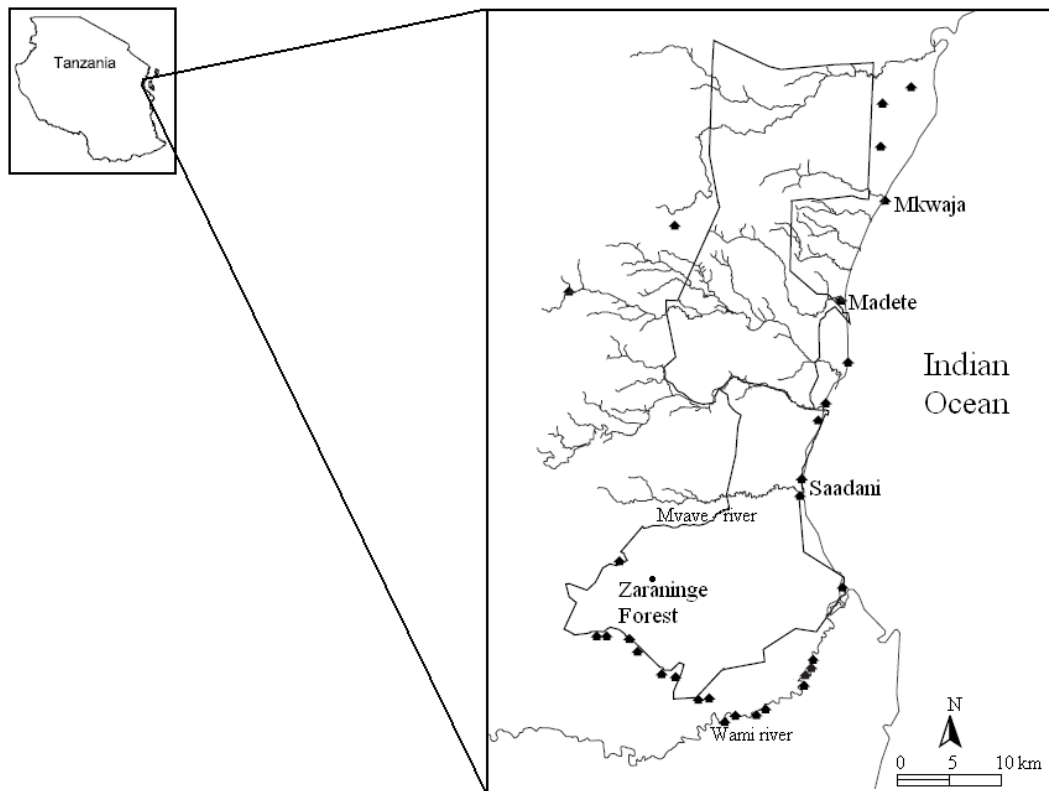 Tanzania
Mkwaja
Madete
Indian
Ocean
Saadani
Mvave river
Zaraninge
Forest
Wami river
N
0 5 10 km